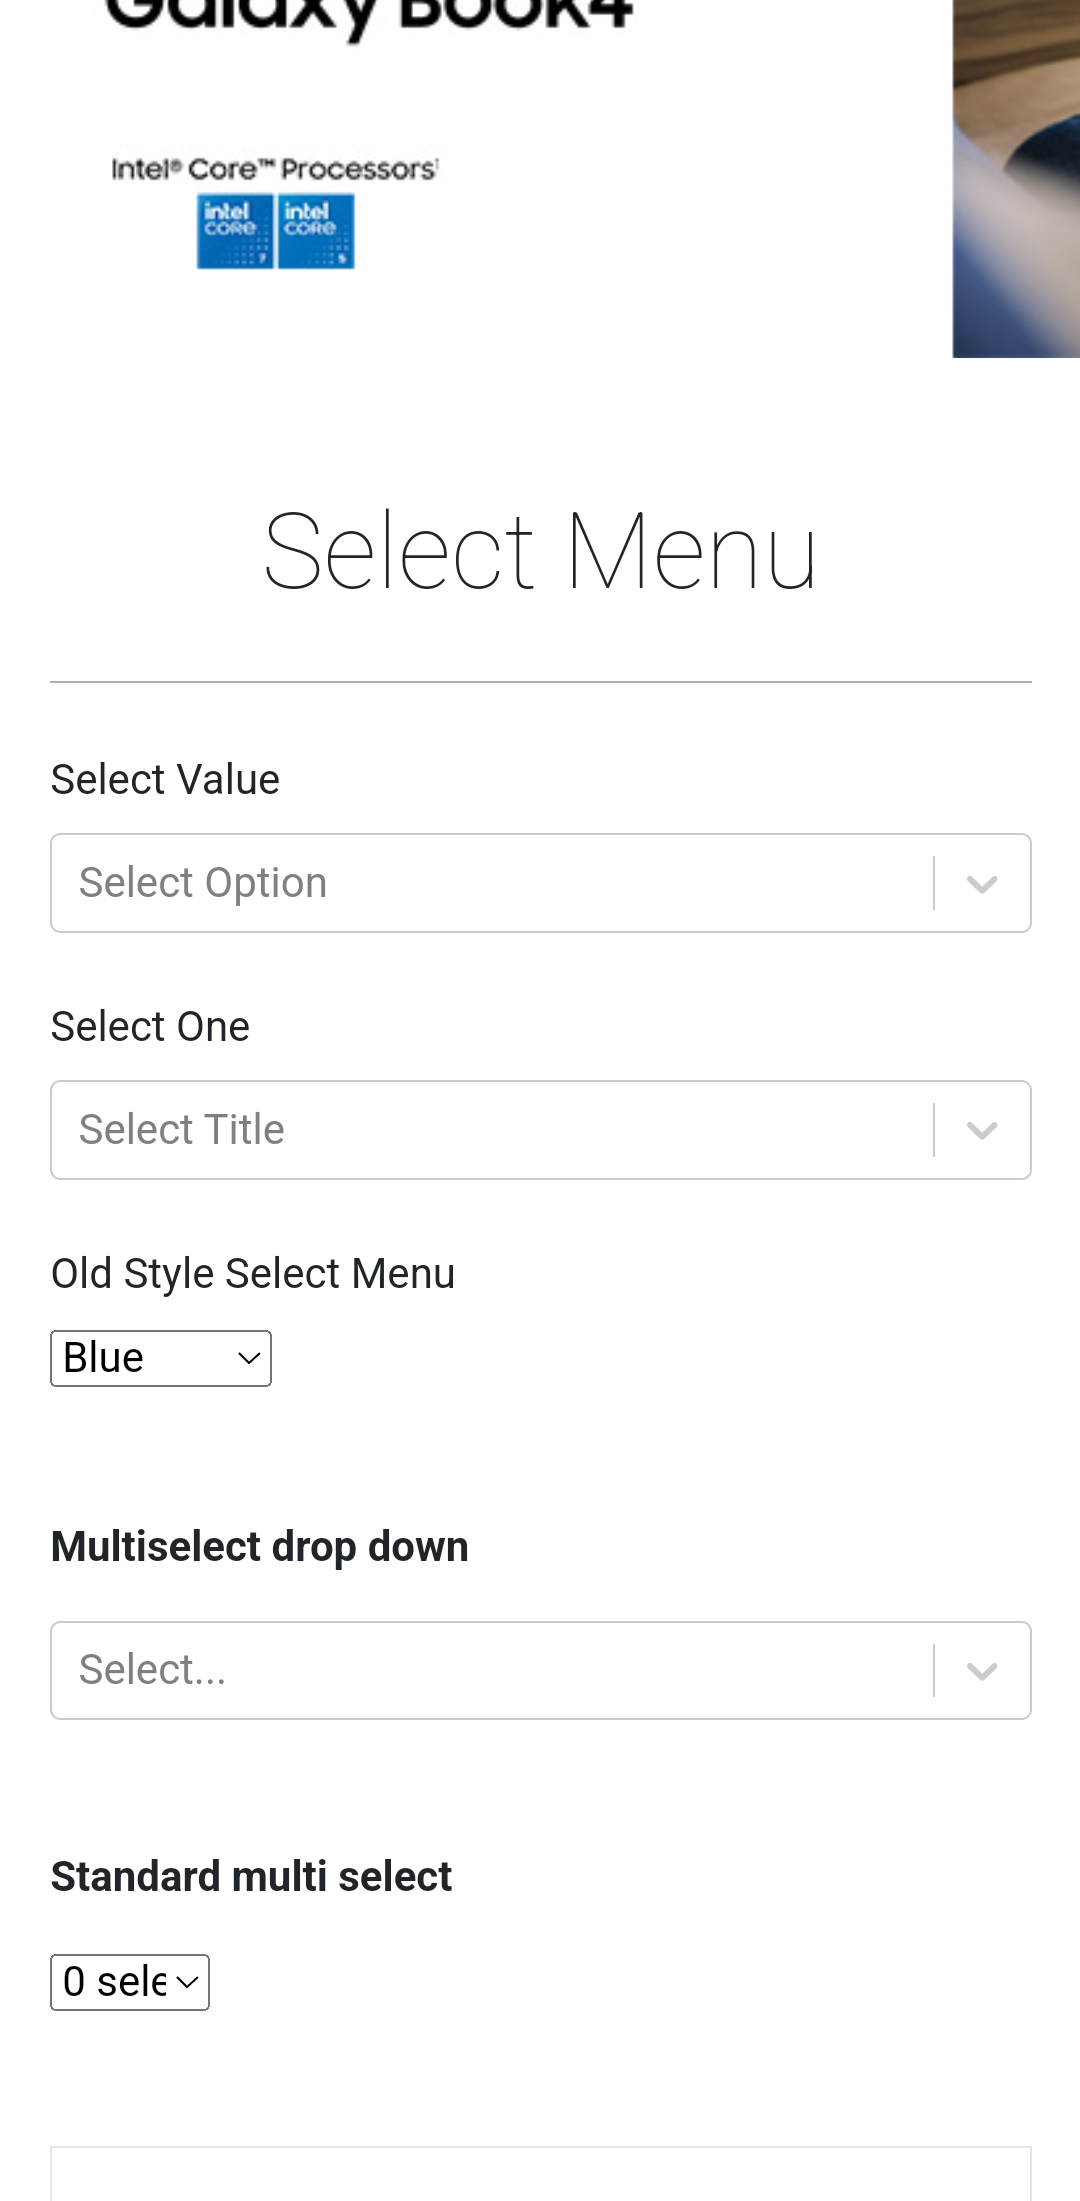 Galaxy Book4
Intel® Core™ Processors¹
intel intel
CORE CORE
7 5
Select Menu
Select Value
Select Option
Select One
Select Title
Old Style Select Menu
Blue
Multiselect drop down
Select...
Standard multi select
0 sele